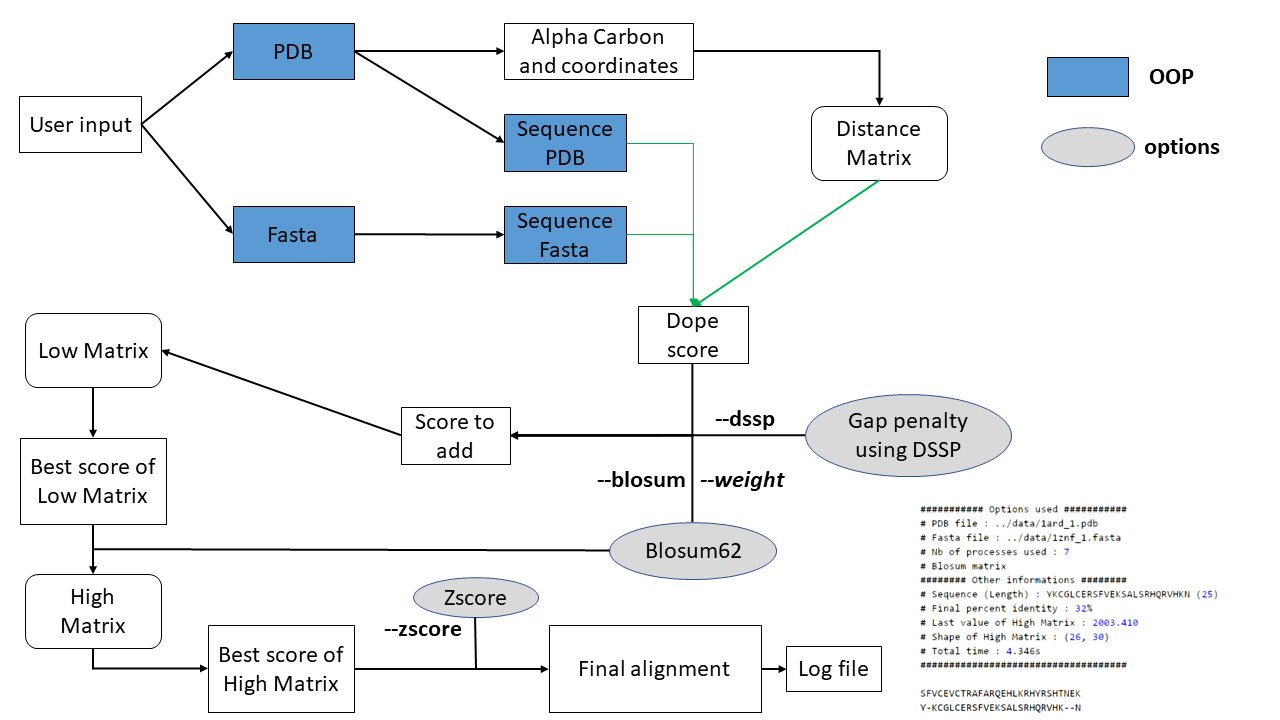 User input
PDB
Alpha Carbon
and coordinates
Sequence
PDB
Fasta
Sequence
Fasta
Distance
Matrix
OOP
options
Dope
score
Low Matrix
Score to
add
--dssp
Gap penalty
using DSSP
--blosum
--weight
Best score of
Low Matrix
Blosum62
High
Matrix
Zscore
--zscore
Best score of
High Matrix
Final alignment
Log file
########### Options used ###########
# PDB file : ../data/1ard_1.pdb
# Fasta file : ../data/1znf_1.fasta
# Nb of processes used : 7
# Blosum matrix
######## Other informations ########
# Sequence (Length) : YKCGLCERSFVEKSALSRHQRVHKN (25)
# Final percent identity : 32%
# Last value of High Matrix : 2003.410
# Shape of High Matrix : (26, 30)
# Total time : 4.346s
####################################
SFVCEVCTRAFARQEHLKRHYRSHTNEK
Y-KCGLCERSFVEKSALSRHQRVHK--N